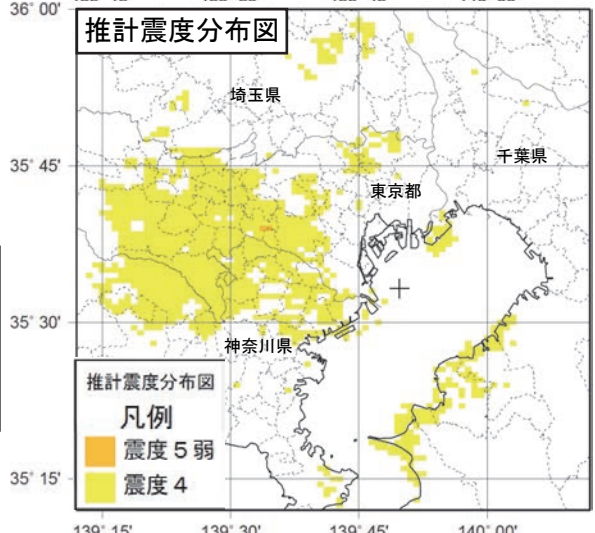 36° 00'
推計震度分布図
埼玉県
千葉県
35° 45'
東京都
35° 30'
神奈川県
推計震度分布図
凡例
震度5弱
震度4
35° 15'
139° 15' 139° 30' 139° 45' 140° 00'